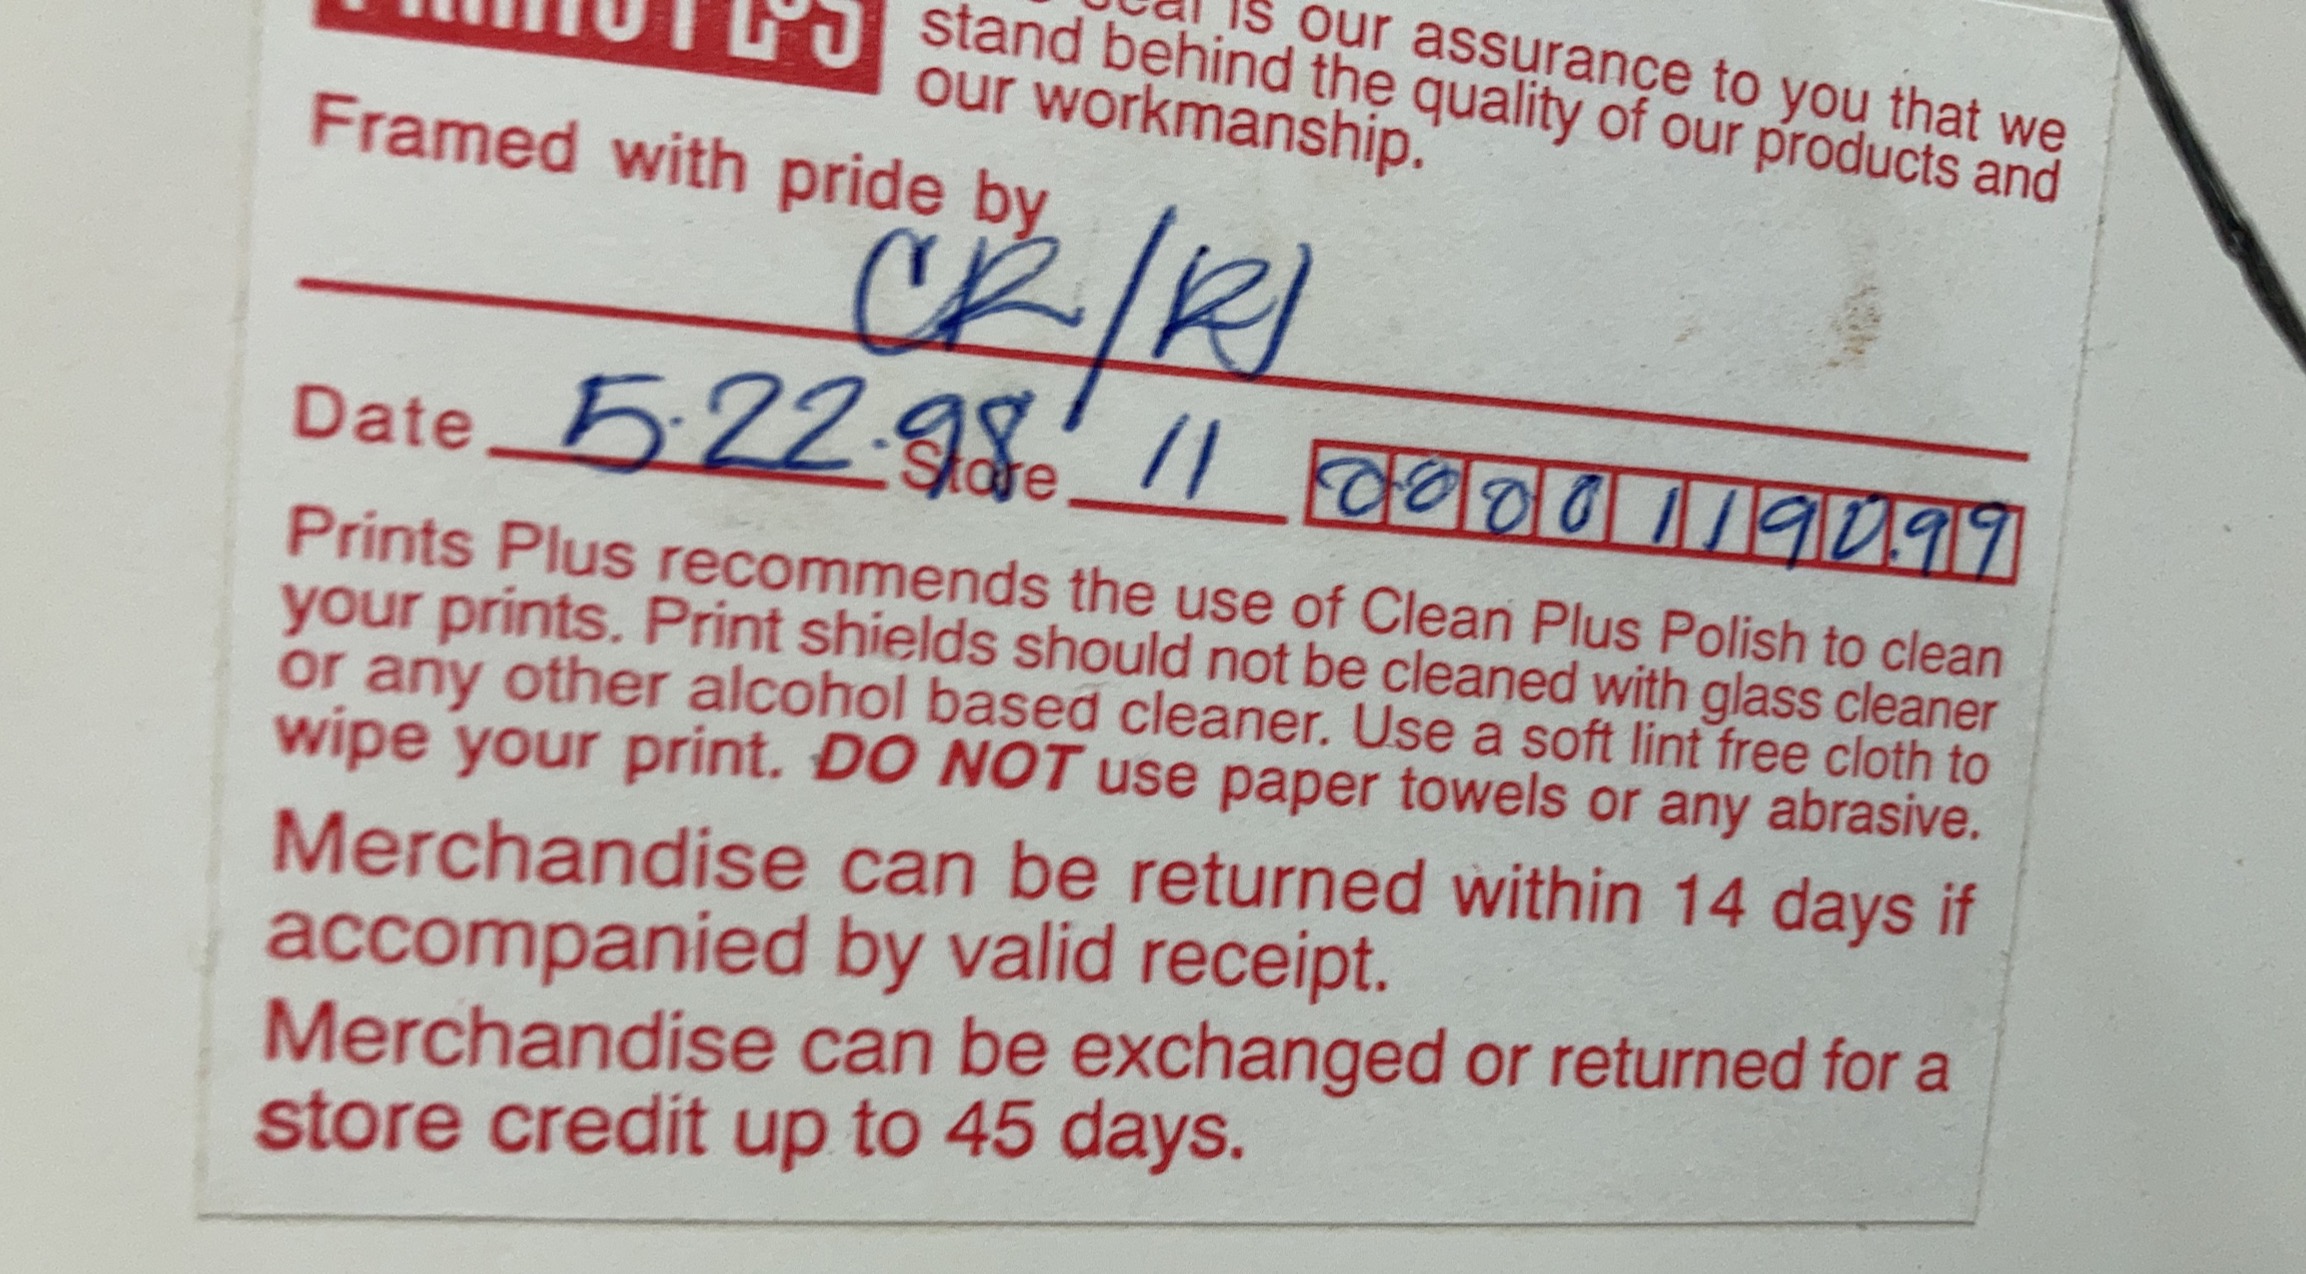 PRINTS PLUS
seal is our assurance to you that we
stand behind the quality of our products and
our workmanship.
Framed with pride by
CR/RJ
Date 5.22.98 Store 11 00001190.99
Prints Plus recommends the use of Clean Plus Polish to clean
your prints. Print shields should not be cleaned with glass cleaner
or any other alcohol based cleaner. Use a soft lint free cloth to
wipe your print. DO NOT use paper towels or any abrasive.
Merchandise can be returned within 14 days if
accompanied by valid receipt.
Merchandise can be exchanged or returned for a
store credit up to 45 days.